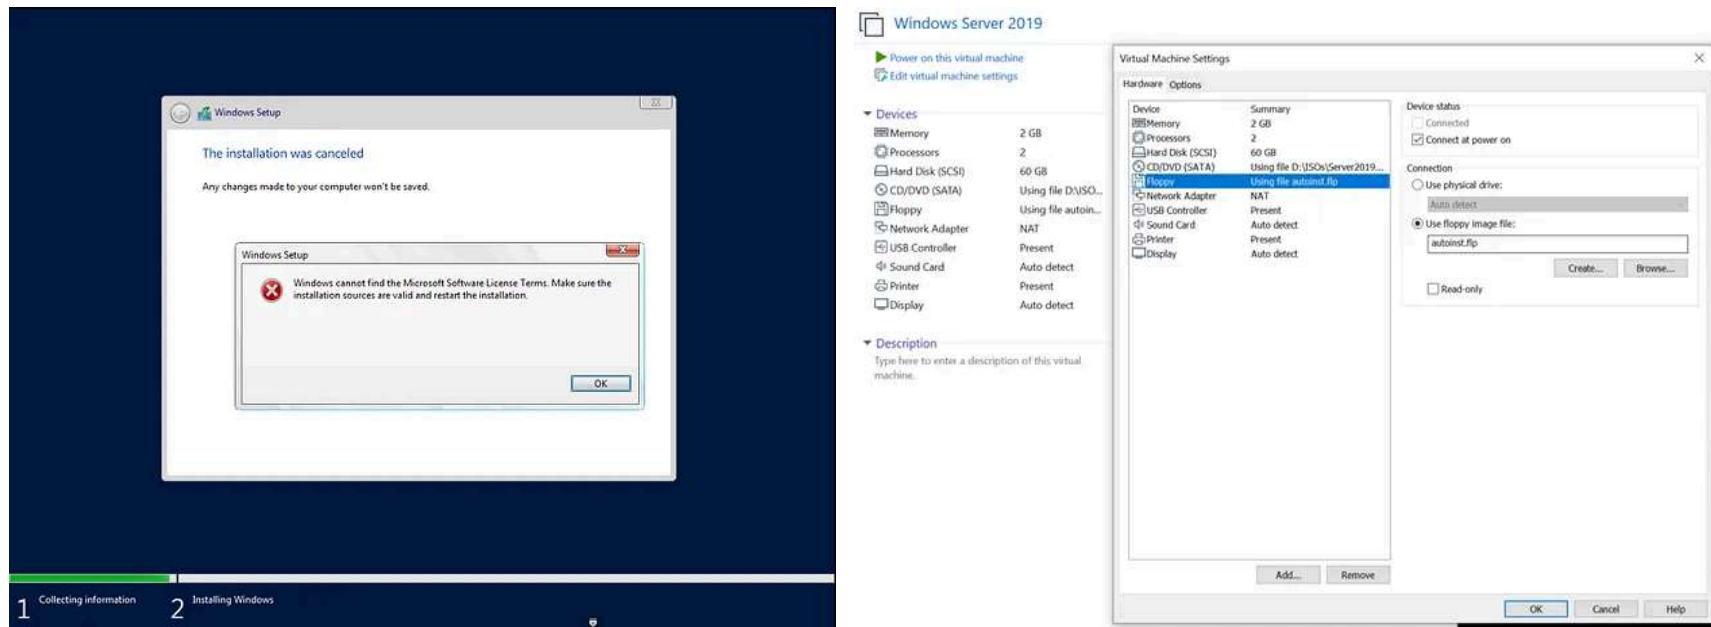 Windows Setup
The installation was canceled
Any changes made to your computer won't be saved.
Windows Setup
Windows cannot find the Microsoft Software License Terms. Make sure the
installation sources are valid and restart the installation.
OK
1 Collecting information
2 Installing Windows
Windows Server 2019
Power on this virtual machine
Edit virtual machine settings
Devices
Memory 2 GB
Processors 2
Hard Disk (SCSI) 60 GB
CD/DVD (SATA) Using file D:\ISO...
Floppy Using file autoin...
Network Adapter NAT
USB Controller Present
Sound Card Auto detect
Printer Present
Display Auto detect
Description
Type here to enter a description of this virtual
machine.
Virtual Machine Settings
Hardware Options
Device Summary
Memory 2 GB
Processors 2
Hard Disk (SCSI) 60 GB
CD/DVD (SATA) Using file D:\ISOs\Server2019...
Floppy Using file autoinst.flp
Network Adapter NAT
USB Controller Present
Sound Card Auto detect
Printer Present
Display Auto detect
Add... Remove
Device status
Connected
Connect at power on
Connection
Use physical drive:
Auto detect
Use floppy image file:
autoinst.flp
Create... Browse...
Read-only
OK Cancel Help